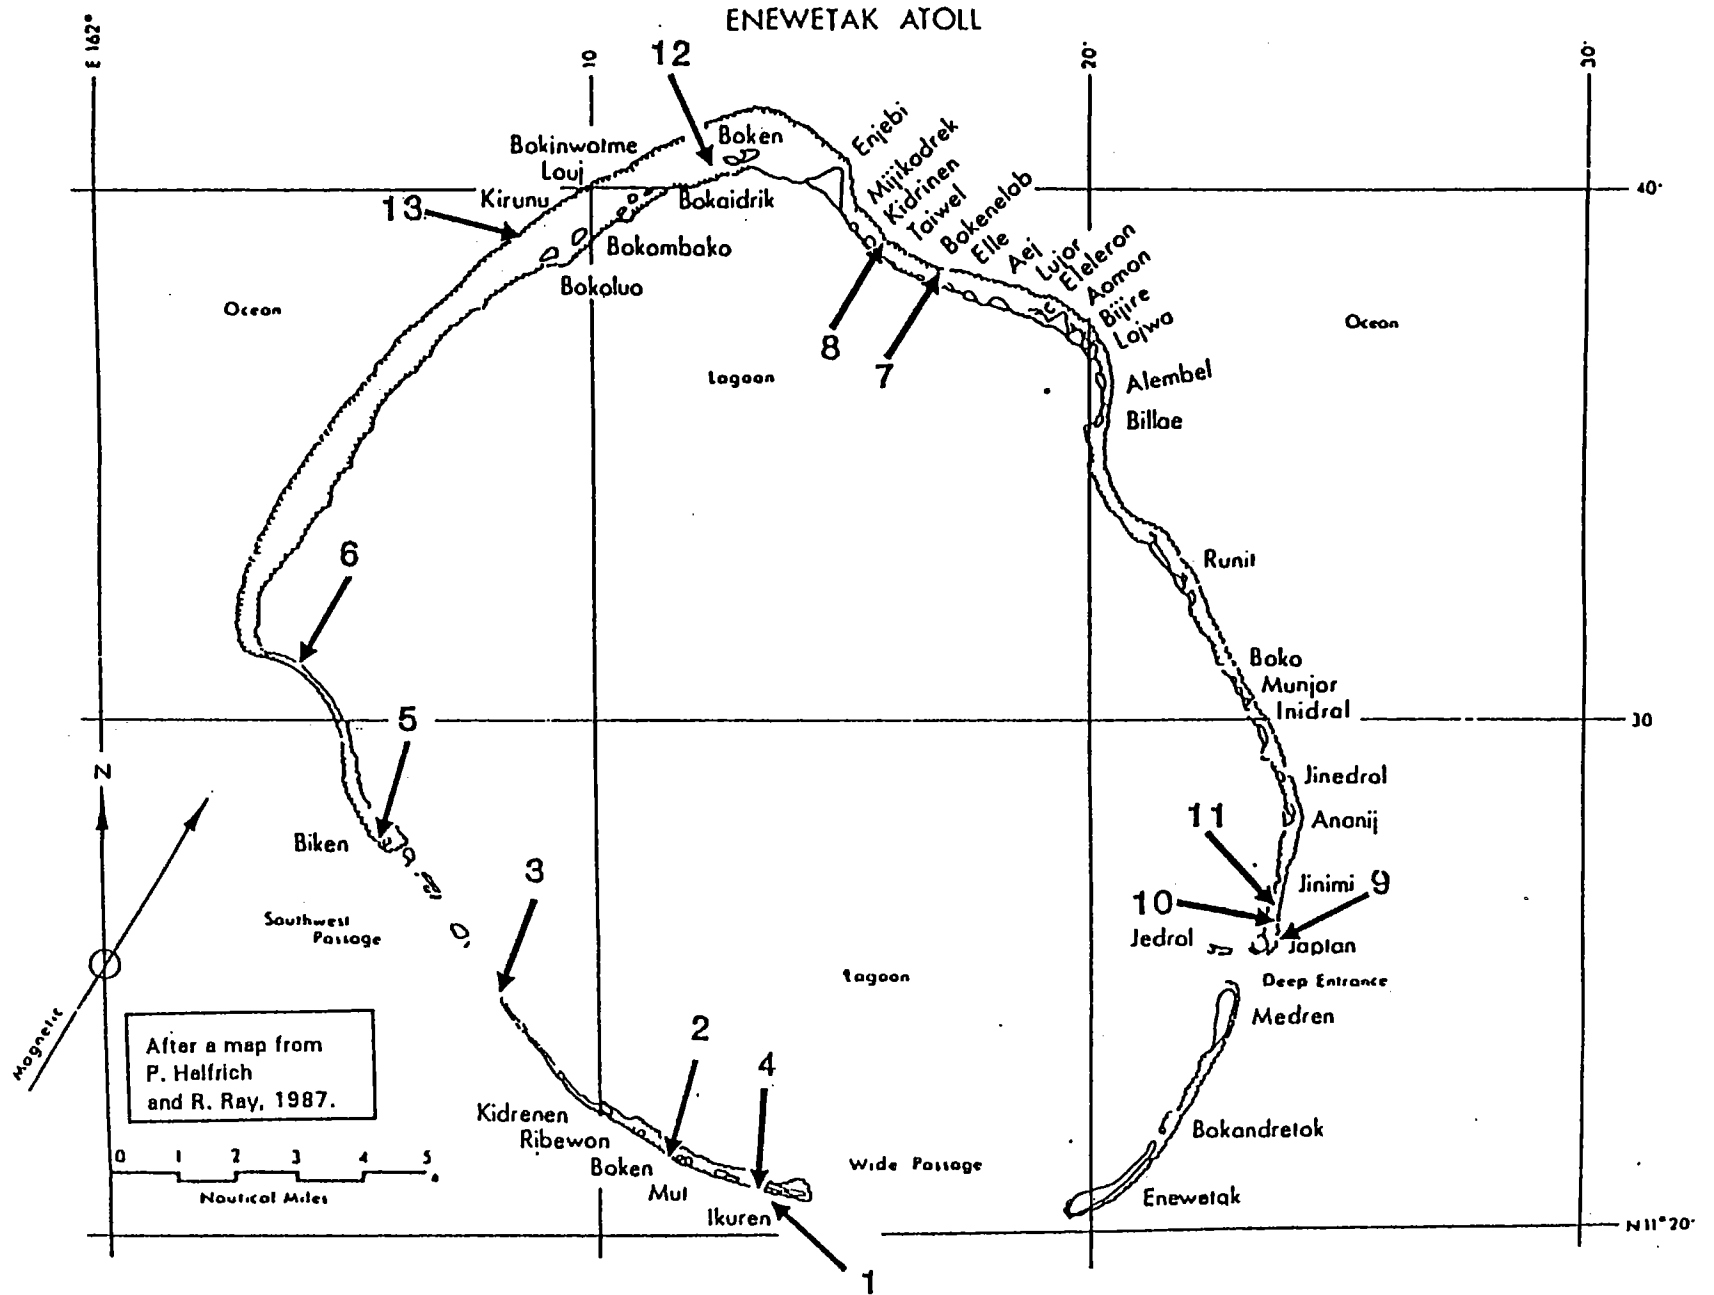 ENEWETAK ATOLL
E 162°
10
20'
30'
12
Boken
Enjebi
Bokinwotme
Louj
Kirunu
13
Bokaidrik
Mijikadrek
Kidrinen
Taiwel
Bokenelab
Elle
Aej
Lujor
Eleleron
Aomon
Bijire
Lojwa
40'
Bokombako
Bokoluo
Ocean
Ocean
8
7
Lagoon
Alembel
Billae
6
Runit
Boko
Munjor
Inidrol
5
30
N
Jinedrol
11
Ananij
Biken
3
Jinimi
9
10
Southwest
Passage
Jedrol
Japtan
Lagoon
Deep Entrance
Medren
Magnetic
After a map from
P. Helfrich
and R. Ray, 1987.
2
4
Kidrenen
Ribewon
Boken
Mut
Ikuren
Bokandretok
Wide Passage
Enewetak
0 1 2 3 4 5
Nautical Miles
N11°20'
1